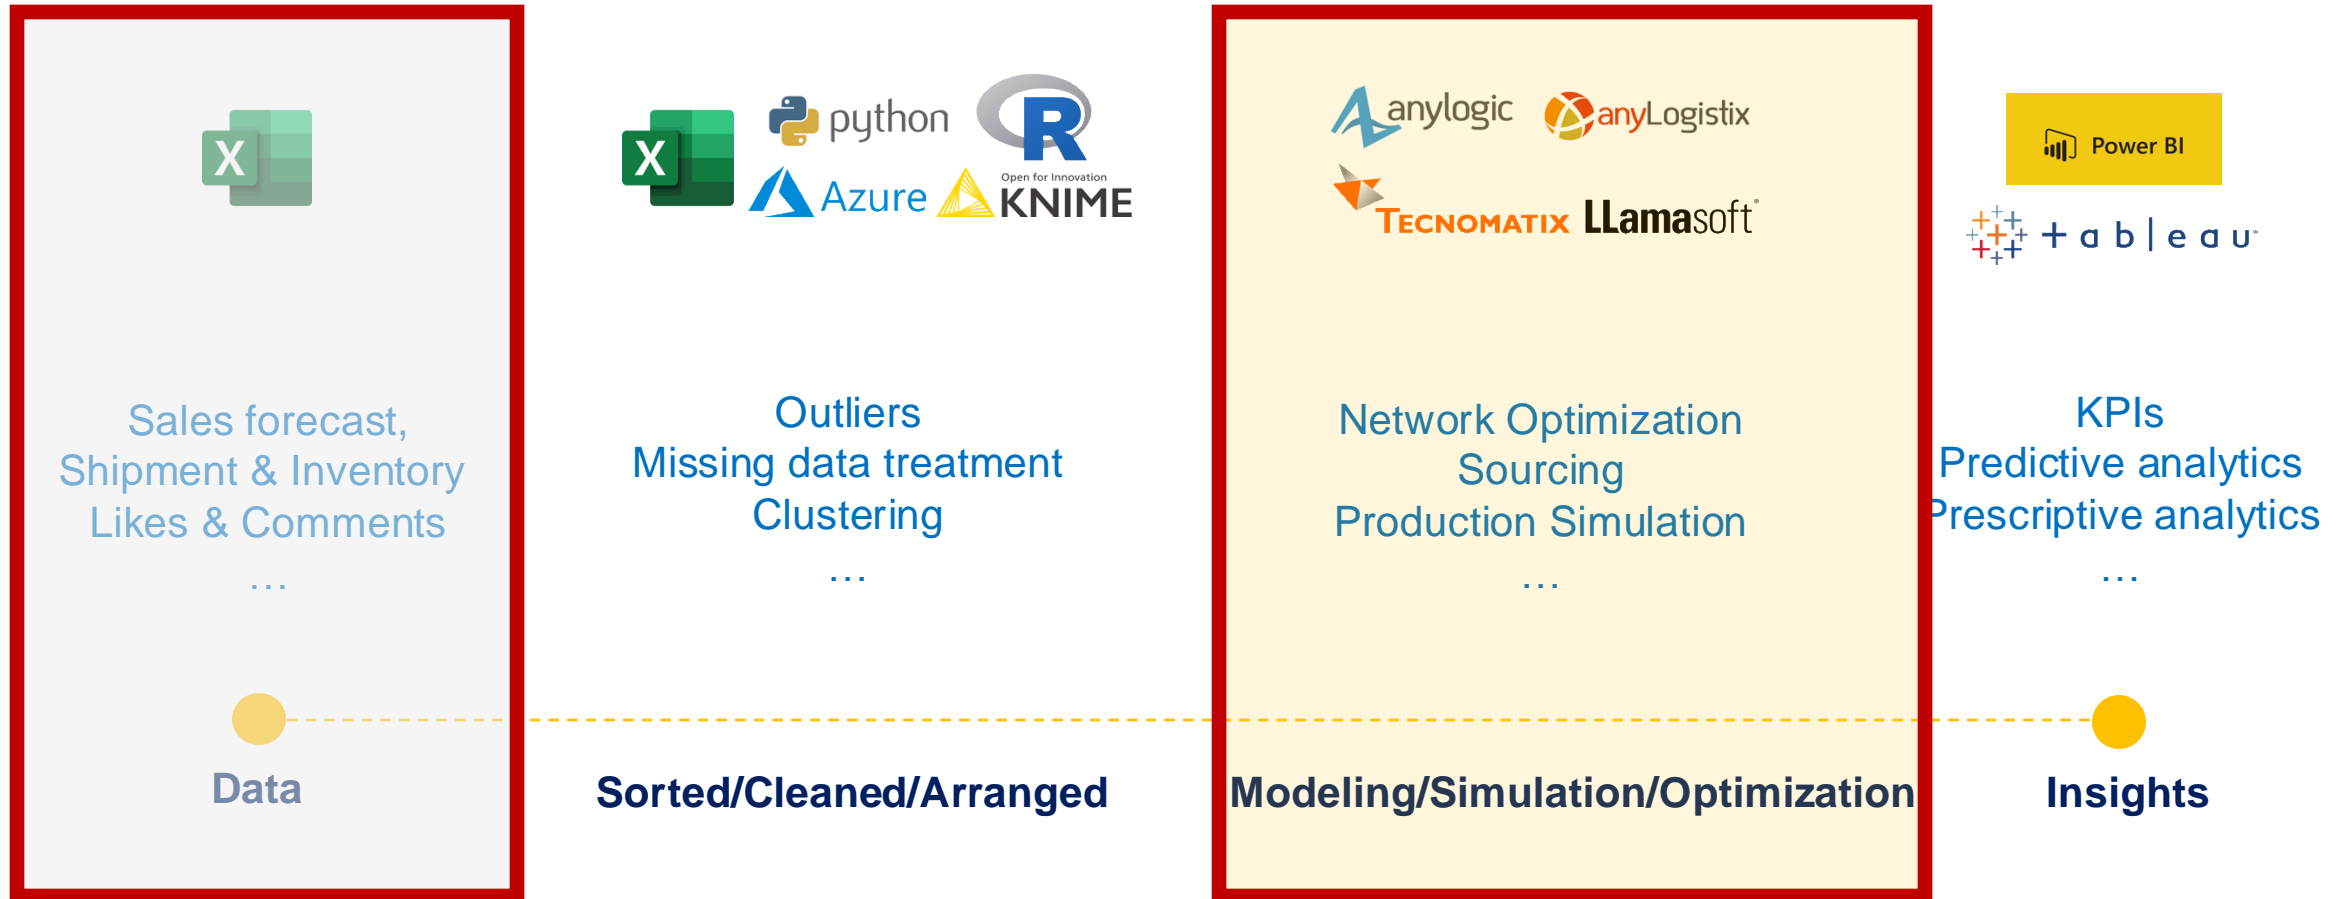 X
Sales forecast,
Shipment & Inventory
Likes & Comments
...
Data
X
python
R
Azure
Open for Innovation
KNIME
Outliers
Missing data treatment
Clustering
...
Sorted/Cleaned/Arranged
anylogic
anyLogistix
TECNOMATIX
LLamasoft
Network Optimization
Sourcing
Production Simulation
...
Modeling/Simulation/Optimization
Power BI
+ableau
KPIs
Predictive analytics
Prescriptive analytics
...
Insights